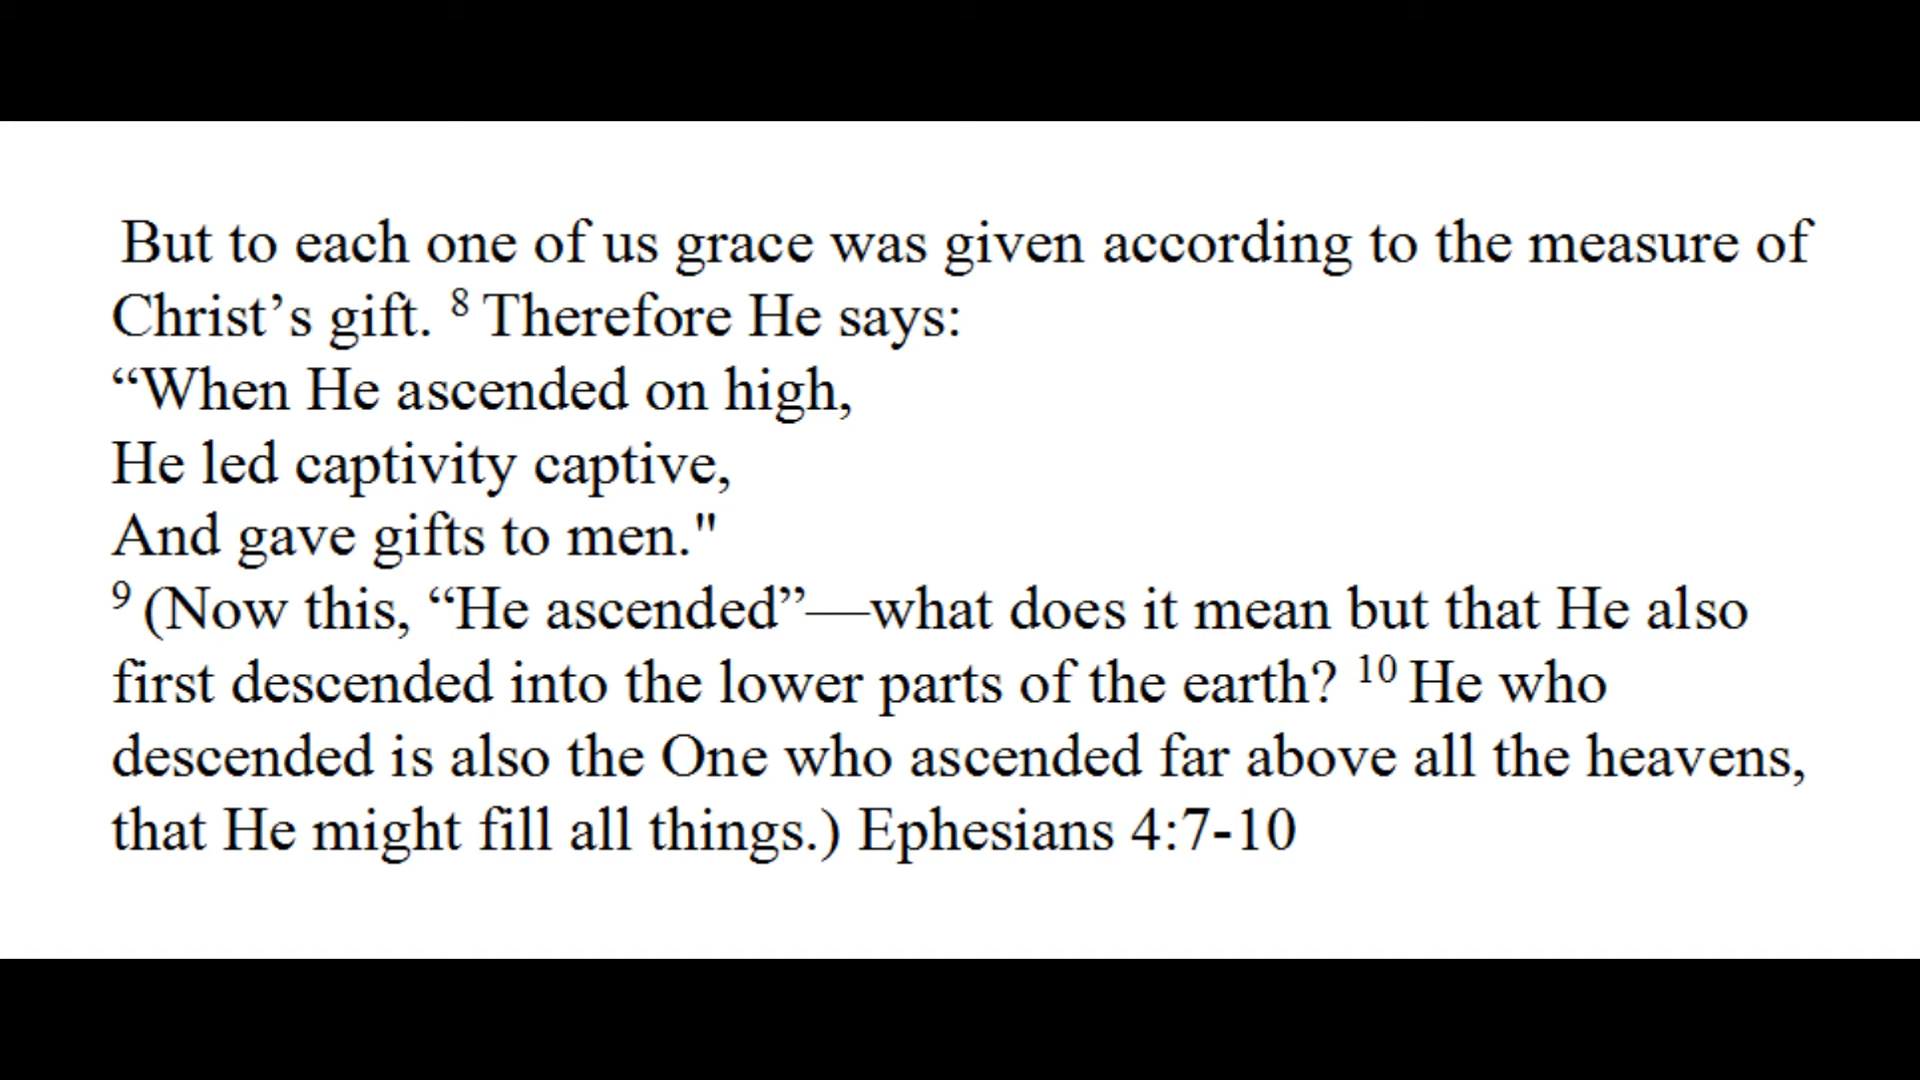 But to each one of us grace was given according to the measure of
Christ’s gift. 8 Therefore He says:
“When He ascended on high,
He led captivity captive,
And gave gifts to men."
9 (Now this, “He ascended”—what does it mean but that He also
first descended into the lower parts of the earth? 10 He who
descended is also the One who ascended far above all the heavens,
that He might fill all things.) Ephesians 4:7-10